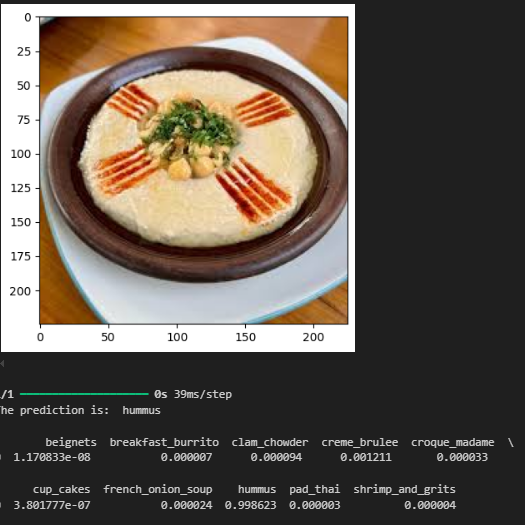 0
25
50
75
100
125
150
175
200
0 50 100 150 200
/1 0s 39ms/step
he prediction is: hummus
beignets breakfast_burrito clam_chowder creme_brulee croque_madame \
1.170833e-08 0.000007 0.000094 0.001211 0.000033
cup_cakes french_onion_soup hummus pad_thai shrimp_and_grits
3.801777e-07 0.000024 0.998623 0.000003 0.000004